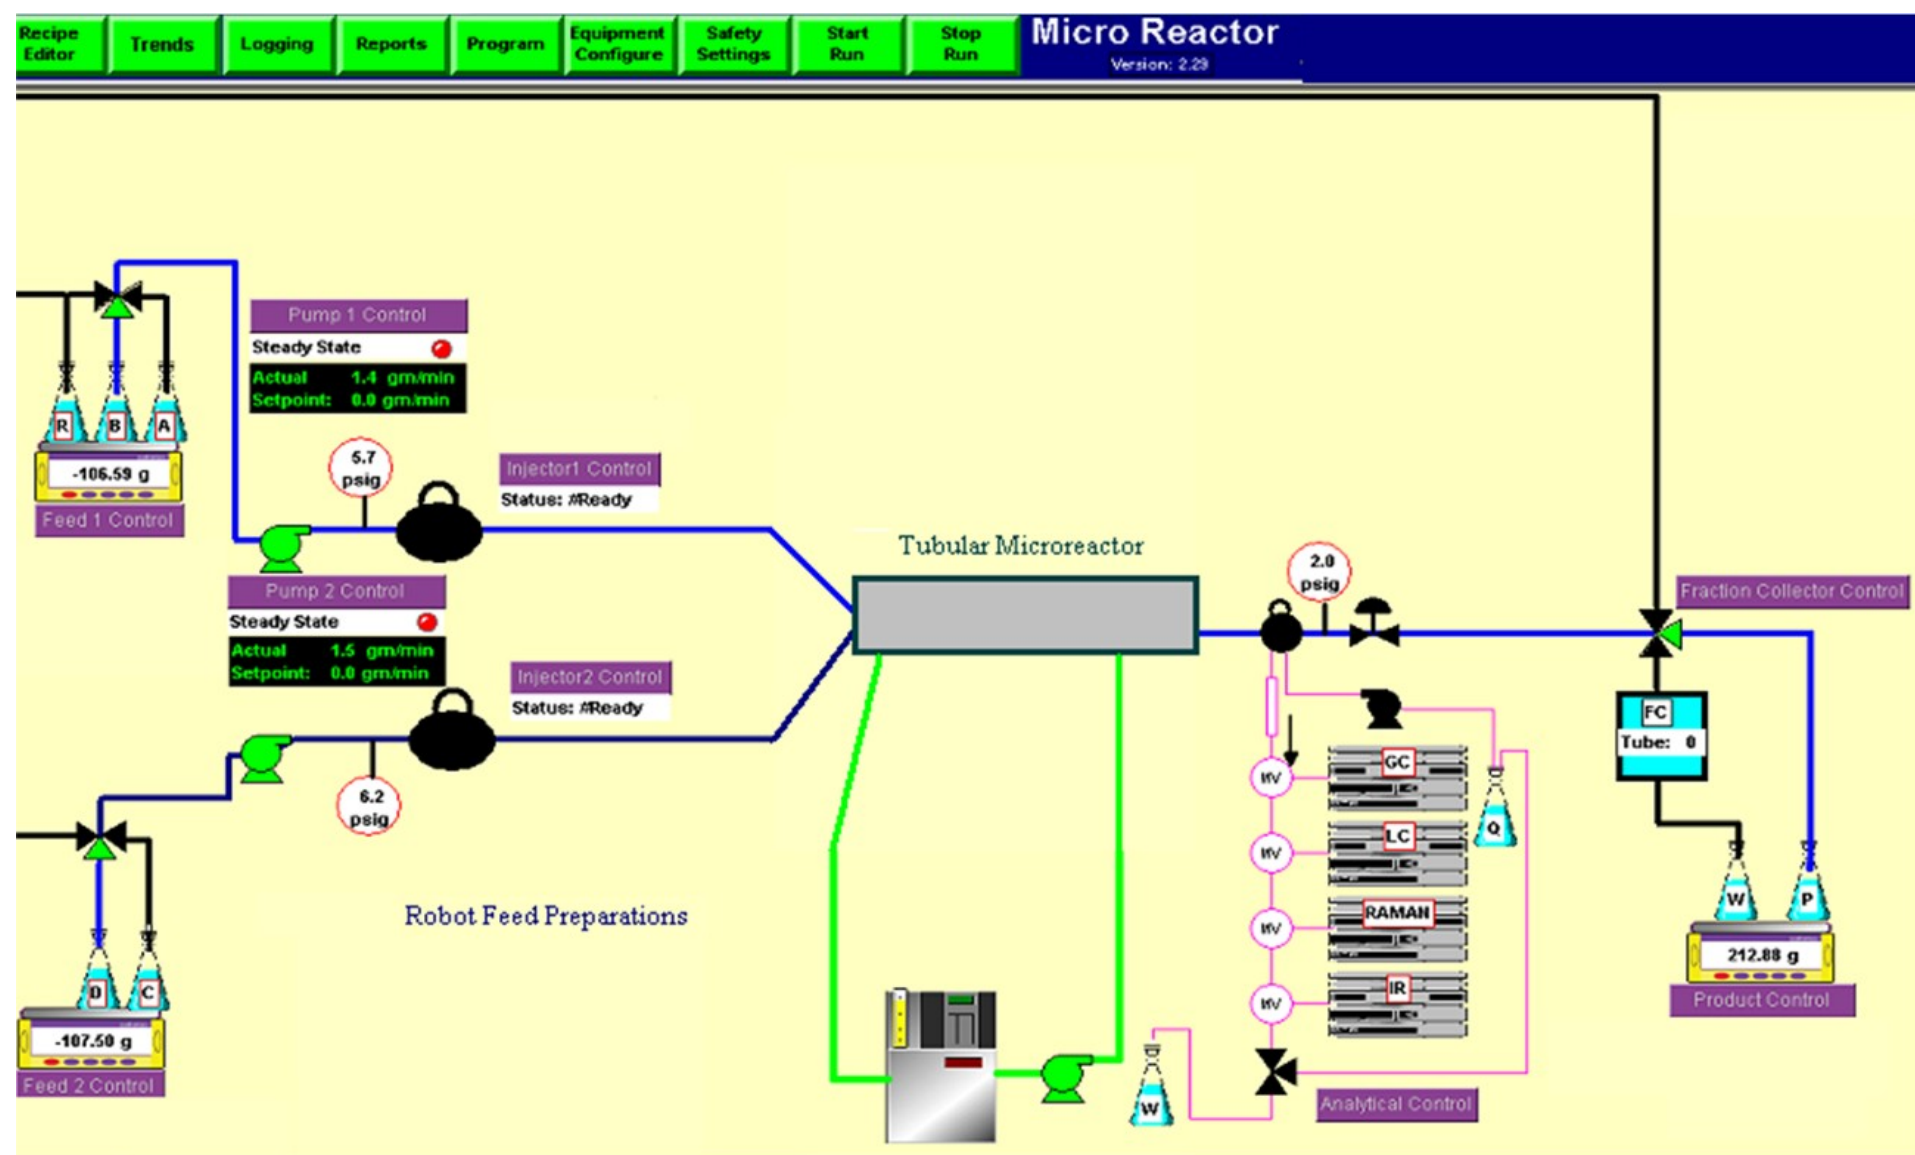 Recipe
Editor
Trends
Logging
Reports
Program
Equipment
Configure
Safety
Settings
Start
Run
Stop
Run
Micro Reactor
Version: 2.29
Pump 1 Control
Steady State
Actual 1.4 gm/min
Setpoint: 0.0 gm/min
R
B
A
-106.59 g
Feed 1 Control
5.7
psig
Injector1 Control
Status: #Ready
Pump 2 Control
Steady State
Actual 1.5 gm/min
Setpoint: 0.0 gm/min
Injector2 Control
Status: #Ready
6.2
psig
Tubular Microreactor
2.0
psig
Fraction Collector Control
FC
Tube: 0
MV
GC
MV
LC
MV
RAMAN
MV
IR
Q
W
P
212.88 g
Product Control
Robot Feed Preparations
D
C
-107.50 g
Feed 2 Control
W
Analytical Control